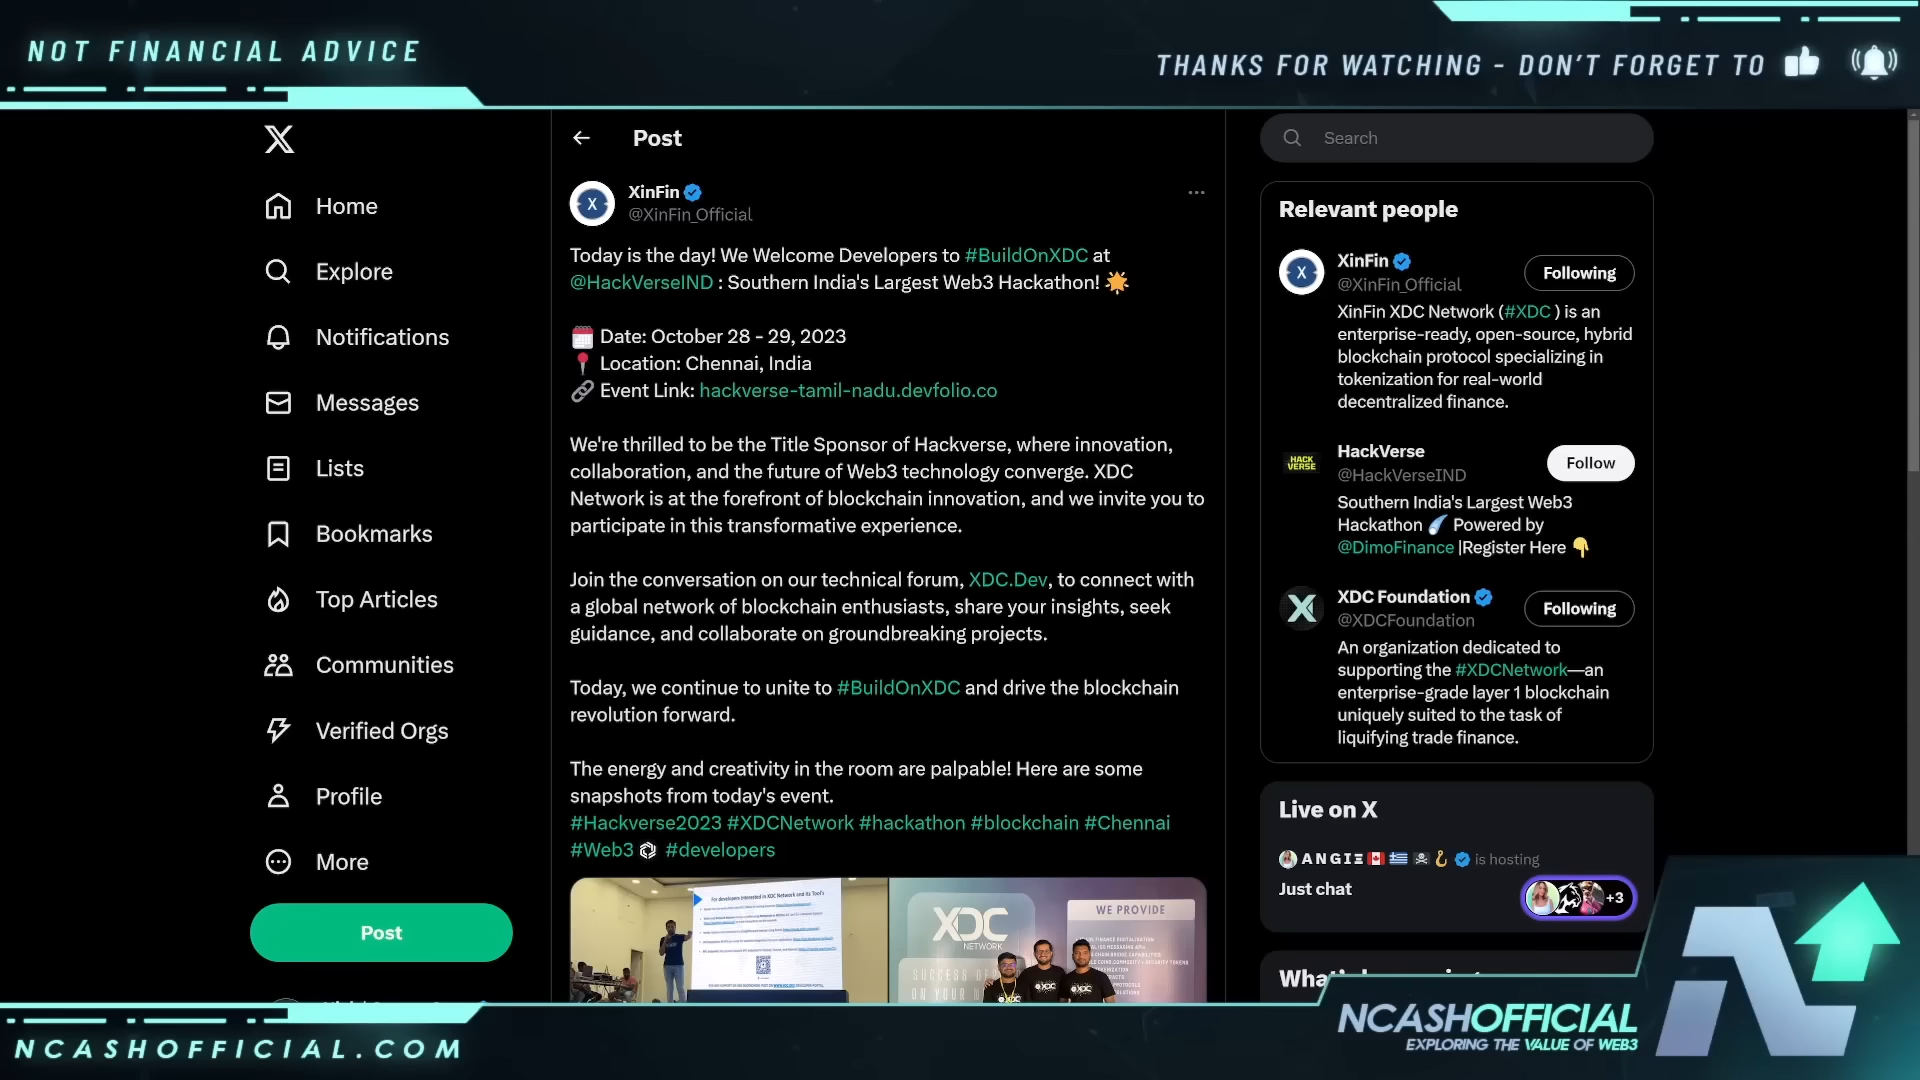 NOT FINANCIAL ADVICE
THANKS FOR WATCHING - DON'T FORGET TO
Home
Explore
Notifications
Messages
Lists
Bookmarks
Top Articles
Communities
Verified Orgs
Profile
More
Post
Post
XinFin
@XinFin_Official
Today is the day! We Welcome Developers to #BuildOnXDC at
@HackVerseIND : Southern India's Largest Web3 Hackathon! 🌟
🗓️ Date: October 28 - 29, 2023
📍 Location: Chennai, India
🔗 Event Link: hackverse-tamil-nadu.devfolio.co
We're thrilled to be the Title Sponsor of Hackverse, where innovation,
collaboration, and the future of Web3 technology converge. XDC
Network is at the forefront of blockchain innovation, and we invite you to
participate in this transformative experience.
Join the conversation on our technical forum, XDC.Dev, to connect with
a global network of blockchain enthusiasts, share your insights, seek
guidance, and collaborate on groundbreaking projects.
Today, we continue to unite to #BuildOnXDC and drive the blockchain
revolution forward.
The energy and creativity in the room are palpable! Here are some
snapshots from today's event.
#Hackverse2023 #XDCNetwork #hackathon #blockchain #Chennai
#Web3 #developers
For developers interested in XDC Network and its Tool's
XDC
NETWORK
WE PROVIDE
Search
Relevant people
XinFin
@XinFin_Official
Following
XinFin XDC Network (#XDC ) is an
enterprise-ready, open-source, hybrid
blockchain protocol specializing in
tokenization for real-world
decentralized finance.
HACK
VERSE
HackVerse
@HackVerseIND
Follow
Southern India's Largest Web3
Hackathon ☄️ Powered by
@DimoFinance |Register Here 👇
XDC Foundation
@XDCFoundation
Following
An organization dedicated to
supporting the #XDCNetwork—an
enterprise-grade layer 1 blockchain
uniquely suited to the task of
liquifying trade finance.
Live on X
ANGIΞ 🇨🇦 🇬🇷 ☠️ 🪝 is hosting
Just chat
+3
NCASHOFFICIAL.COM
NCASHOFFICIAL
EXPLORING THE VALUE OF WEB3